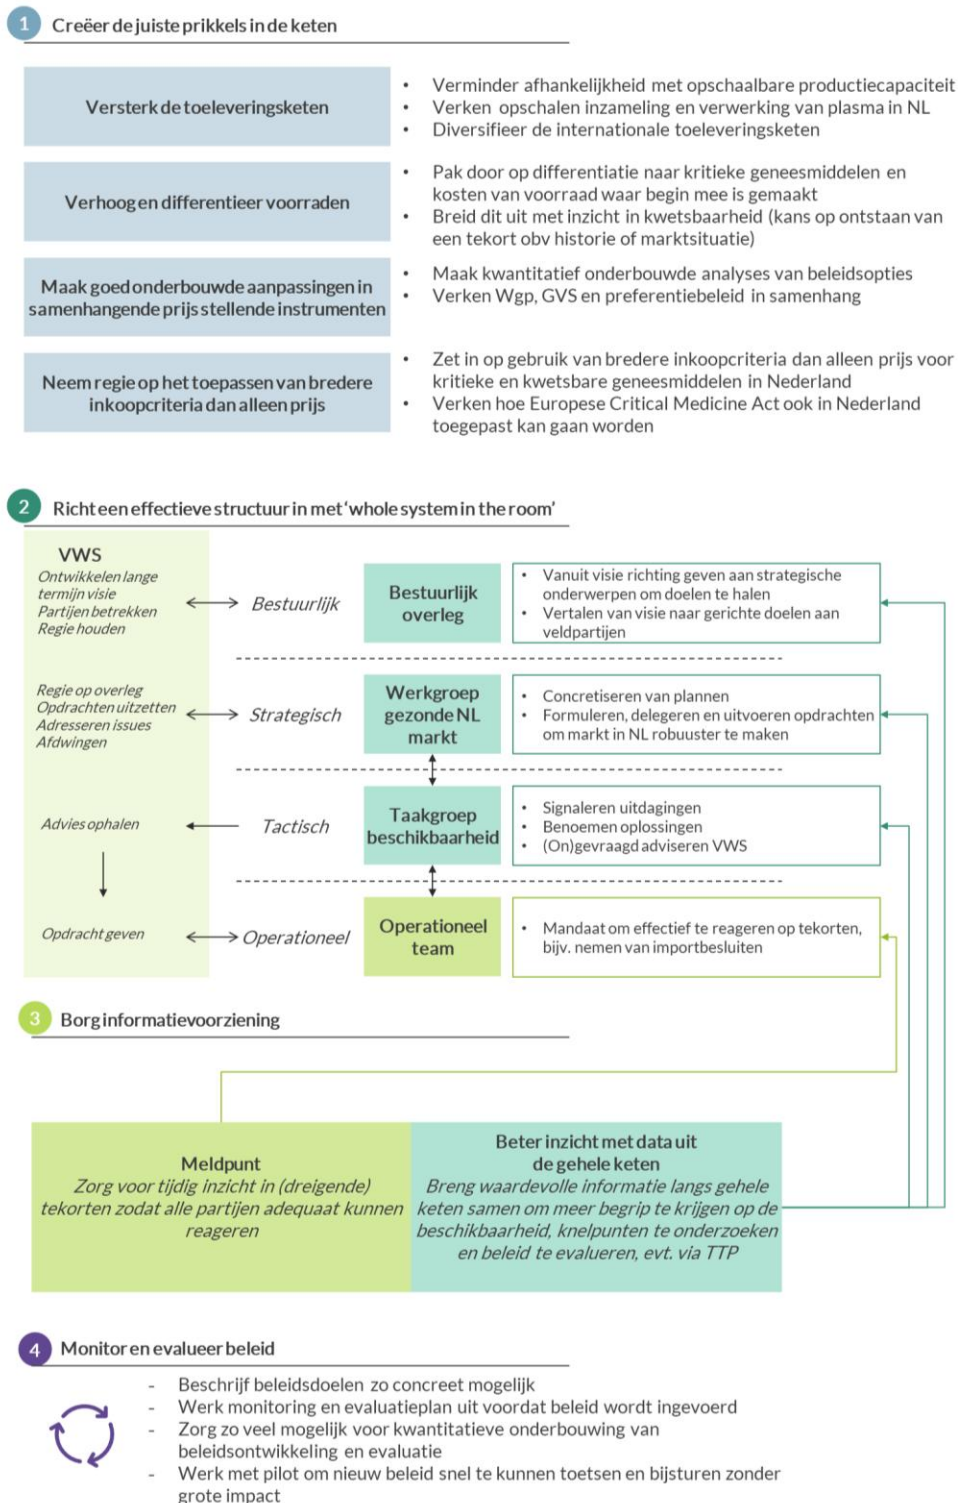 1 Creëer de juiste prikkels in de keten
Versterk de toeleveringsketen
• Verminder afhankelijkheid met opschaalbare productiecapaciteit
• Verken opschalen inzameling en verwerking van plasma in NL
• Diversifieer de internationale toeleveringsketen
Verhoog en differentieer voorraden
• Pak door op differentiatie naar kritieke geneesmiddelen en
kosten van voorraad waar begin mee is gemaakt
• Breid dit uit met inzicht in kwetsbaarheid (kans op ontstaan van
een tekort obv historie of marktsituatie)
Maak goed onderbouwde aanpassingen in
samenhangende prijs stellende instrumenten
• Maak kwantitatief onderbouwde analyses van beleidsopties
• Verken Wgp, GVS en preferentiebeleid in samenhang
Neem regie op het toepassen van bredere
inkoopcriteria dan alleen prijs
• Zet in op gebruik van bredere inkoopcriteria dan alleen prijs voor
kritieke en kwetsbare geneesmiddelen in Nederland
• Verken hoe Europese Critical Medicine Act ook in Nederland
toegepast kan gaan worden
2 Richt een effectieve structuur in met ‘whole system in the room’
VWS
Ontwikkelen lange
termijn visie
Partijen betrekken
Regie houden
Bestuurlijk
Bestuurlijk
overleg
• Vanuit visie richting geven aan strategische
onderwerpen om doelen te halen
• Vertalen van visie naar gerichte doelen aan
veldpartijen
Regie op overleg
Opdrachten uitzetten
Adresseren issues
Afdwingen
Strategisch
Werkgroep
gezonde NL
markt
• Concretiseren van plannen
• Formuleren, delegeren en uitvoeren opdrachten
om markt in NL robuuster te maken
Advies ophalen
Tactisch
Taakgroep
beschikbaarheid
• Signaleren uitdagingen
• Benoemen oplossingen
• (On)gevraagd adviseren VWS
Opdracht geven
Operationeel
Operationeel
team
• Mandaat om effectief te reageren op tekorten,
bijv. nemen van importbesluiten
3 Borg informatievoorziening
Meldpunt
Zorg voor tijdig inzicht in (dreigende)
tekorten zodat alle partijen adequaat kunnen
reageren
Beter inzicht met data uit
de gehele keten
Breng waardevolle informatie langs gehele
keten samen om meer begrip te krijgen op de
beschikbaarheid, knelpunten te onderzoeken
en beleid te evalueren, evt. via TTP
4 Monitor en evalueer beleid
- Beschrijf beleidsdoelen zo concreet mogelijk
- Werk monitoring en evaluatieplan uit voordat beleid wordt ingevoerd
- Zorg zo veel mogelijk voor kwantitatieve onderbouwing van
beleidsontwikkeling en evaluatie
- Werk met pilot om nieuw beleid snel te kunnen toetsen en bijsturen zonder
grote impact